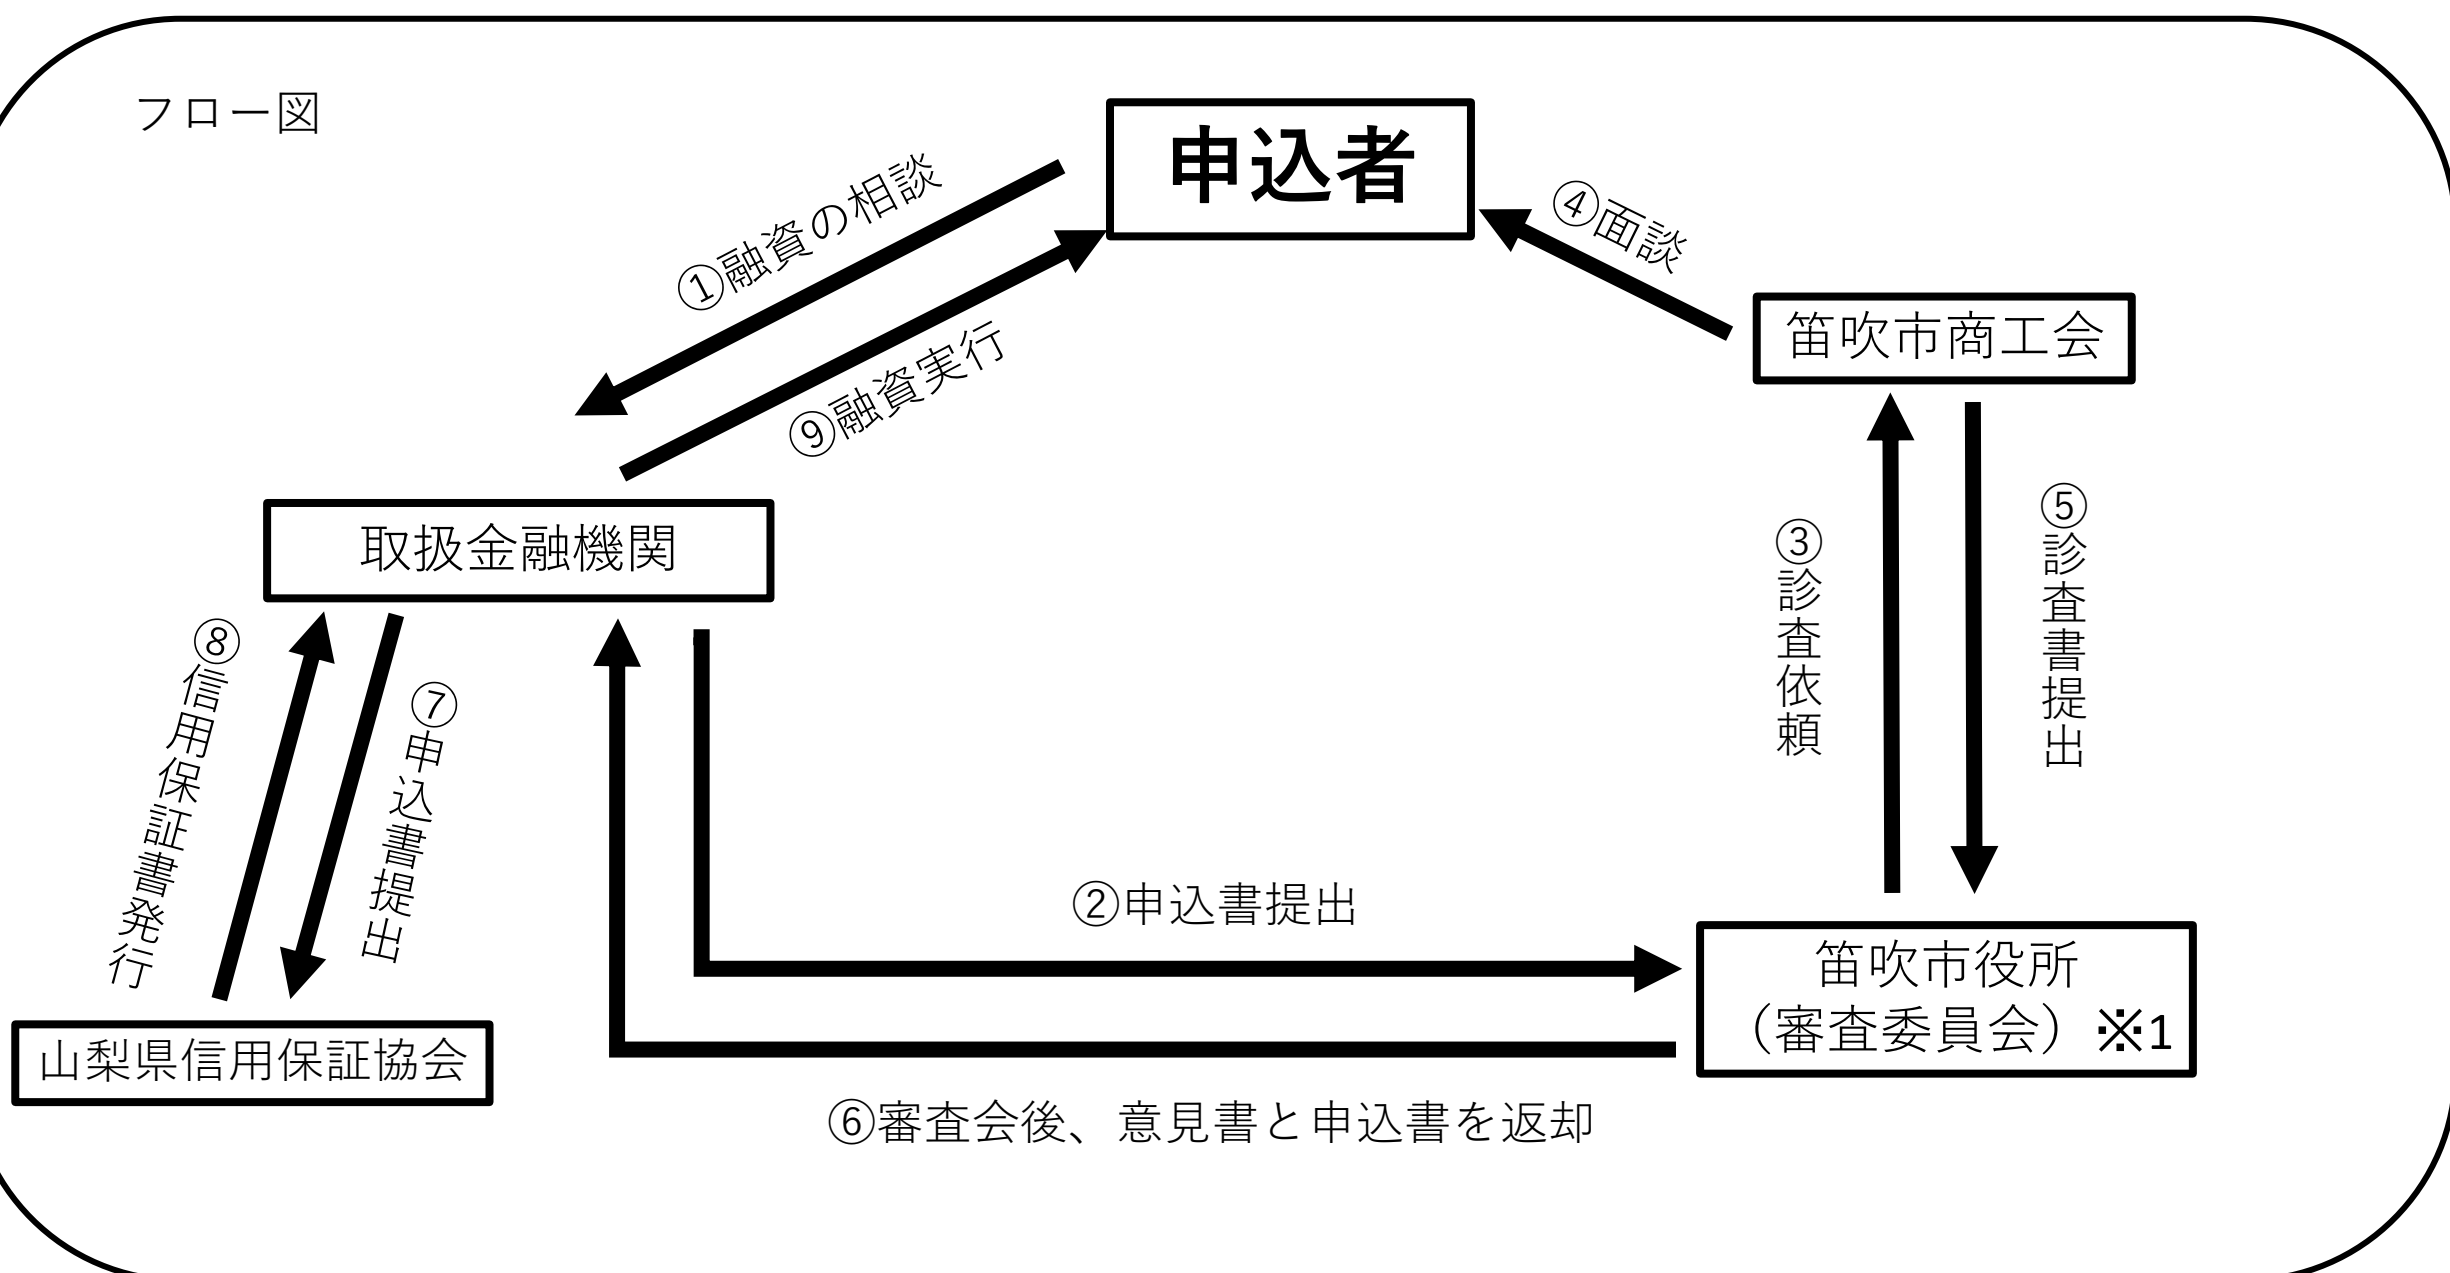 フロー図
申込者
①融資の相談
④面談
笛吹市商工会
⑨融資実行
取扱金融機関
③診査依頼
⑤診査書提出
⑧信用保証書発行
⑦申込書提出
②申込書提出
笛吹市役所
（審査委員会）※1
山梨県信用保証協会
⑥審査会後、意見書と申込書を返却